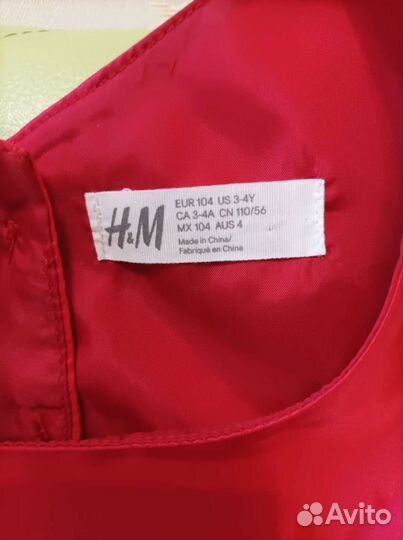 H&M
EUR 104 US 3-4Y
CA 3-4A CN 110/56
MX 104 AUS 4
Made in China/
Fabriqué en Chine
Avito